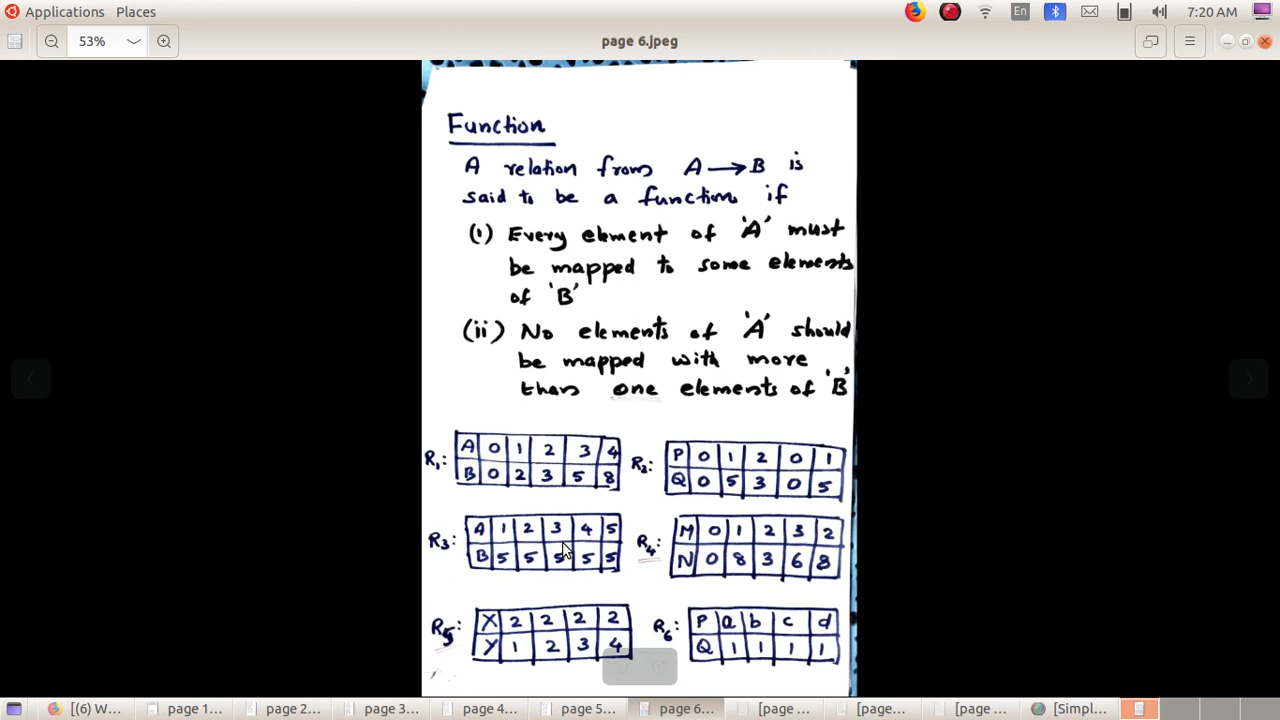 Applications Places
En
7:20 AM
53%
page 6.jpeg
Function
A relation from A → B is
said to be a function if
(i) Every element of 'A' must
be mapped to some elements
of 'B'
(ii) No elements of 'A' should
be mapped with more
than one elements of 'B'
R1: A 0 1 2 3 4
B 0 2 3 5 8
R2: P 0 1 2 0 1
Q 0 5 3 0 5
R3: A 1 2 3 4 5
B 5 5 5 5 5
R4: M 0 1 2 3 2
N 0 8 3 6 8
R5: X 2 2 2 2
Y 1 2 3 4
R6: P a b c d
Q 1 1 1 1
[(6) W... page 1... page 2... page 3... page 4... page 5... page 6... [page ... [page ... [page ... [Simpl...